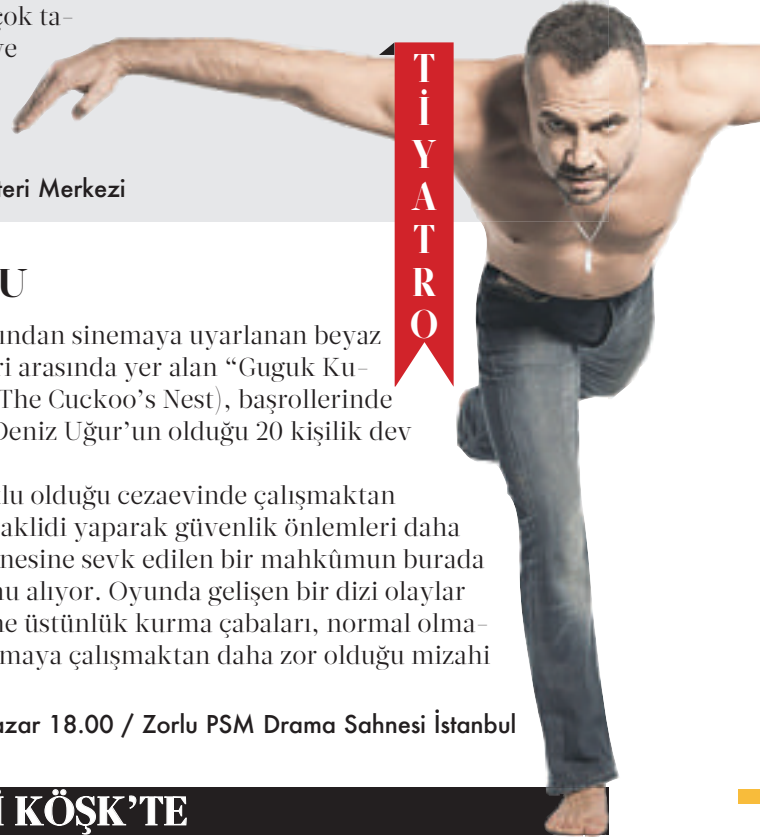 çok ta-
ve
teri Merkezi
TİYATRO
U
ından sinemaya uyarlanan beyaz
ri arasında yer alan “Guguk Ku-
The Cuckoo’s Nest), başrollerinde
Deniz Uğur’un olduğu 20 kişilik dev
lu olduğu cezaevinde çalışmaktan
aklidi yaparak güvenlik önlemleri daha
nesine sevk edilen bir mahkûmun burada
nu alıyor. Oyunda gelişen bir dizi olaylar
ne üstünlük kurma çabaları, normal olma-
maya çalışmaktan daha zor olduğu mizahi
azar 18.00 / Zorlu PSM Drama Sahnesi İstanbul
İ KÖŞK’TE